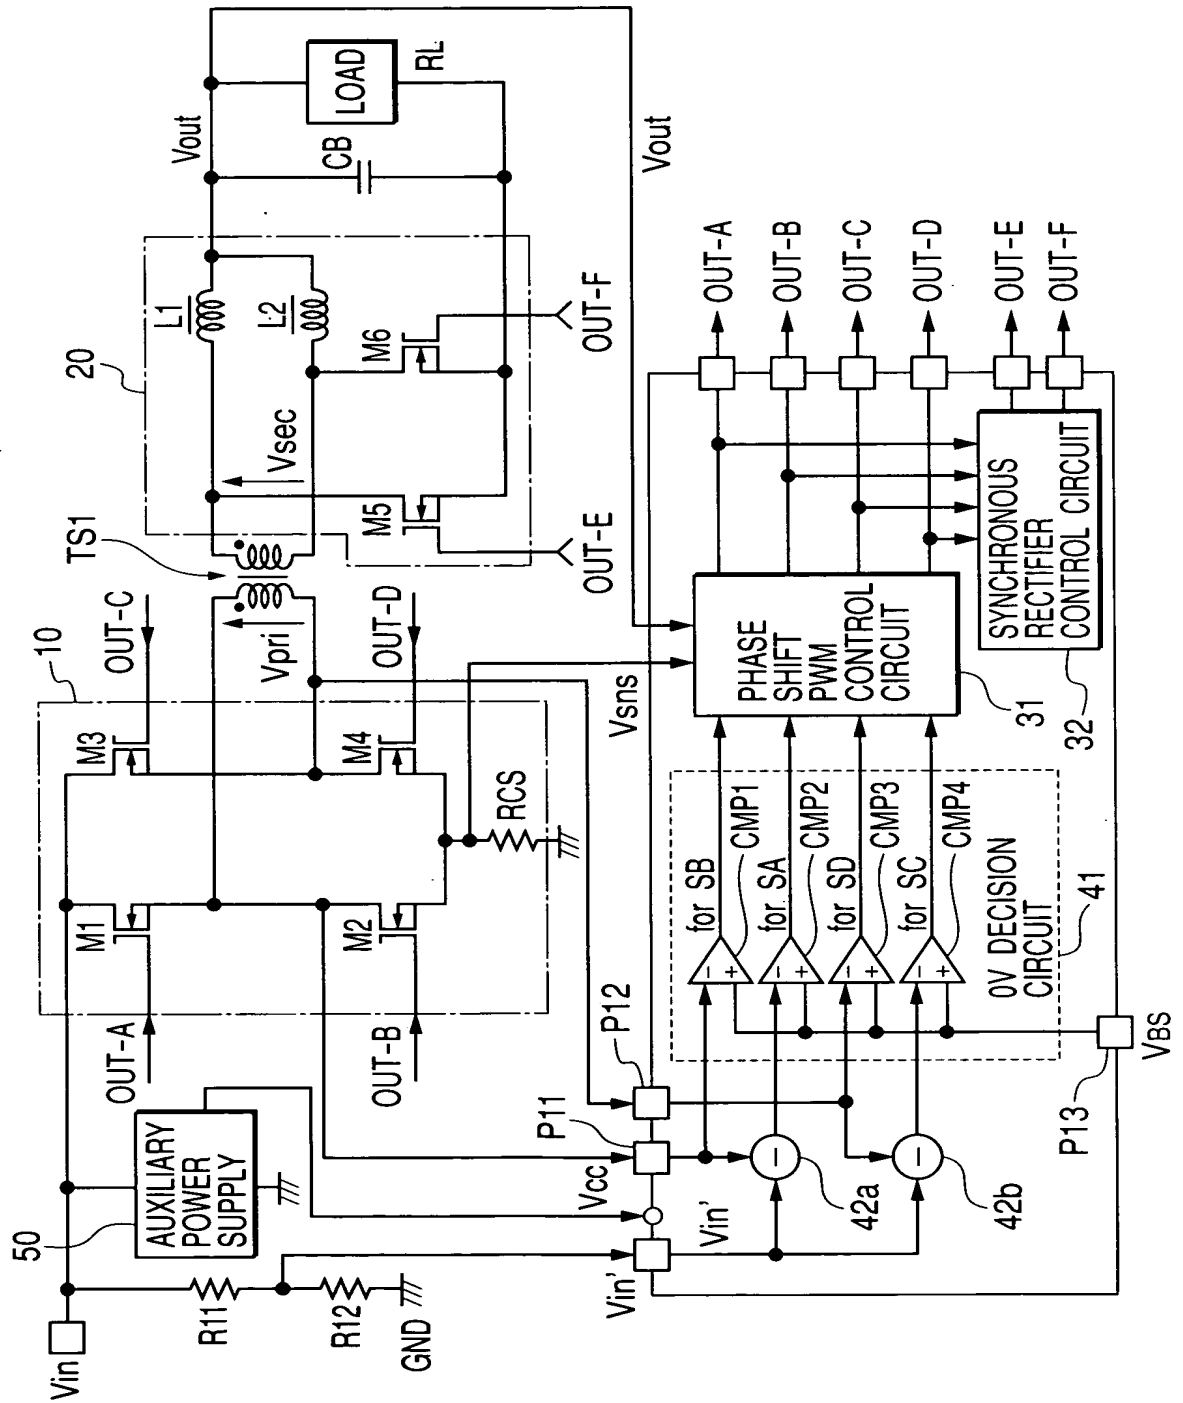 Vin
50
AUXILIARY
POWER
SUPPLY
R11
R12
GND
OUT-A
OUT-B
10
M1
M2
M3
M4
RCS
OUT-C
OUT-D
Vpri
TS1
Vsec
20
L1
L2
M5
M6
OUT-E
OUT-F
Vout
CB
LOAD
RL
Vout
Vin'
Vcc
P11
P12
Vsns
Vin'
42a
42b
for SB
CMP1
for SA
CMP2
for SD
CMP3
for SC
CMP4
− +
− +
− +
− +
−
−
0V DECISION
CIRCUIT
41
PHASE
SHIFT
PWM
CONTROL
CIRCUIT
31
SYNCHRONOUS
RECTIFIER
CONTROL CIRCUIT
32
OUT-A
OUT-B
OUT-C
OUT-D
OUT-E
OUT-F
P13
VBS